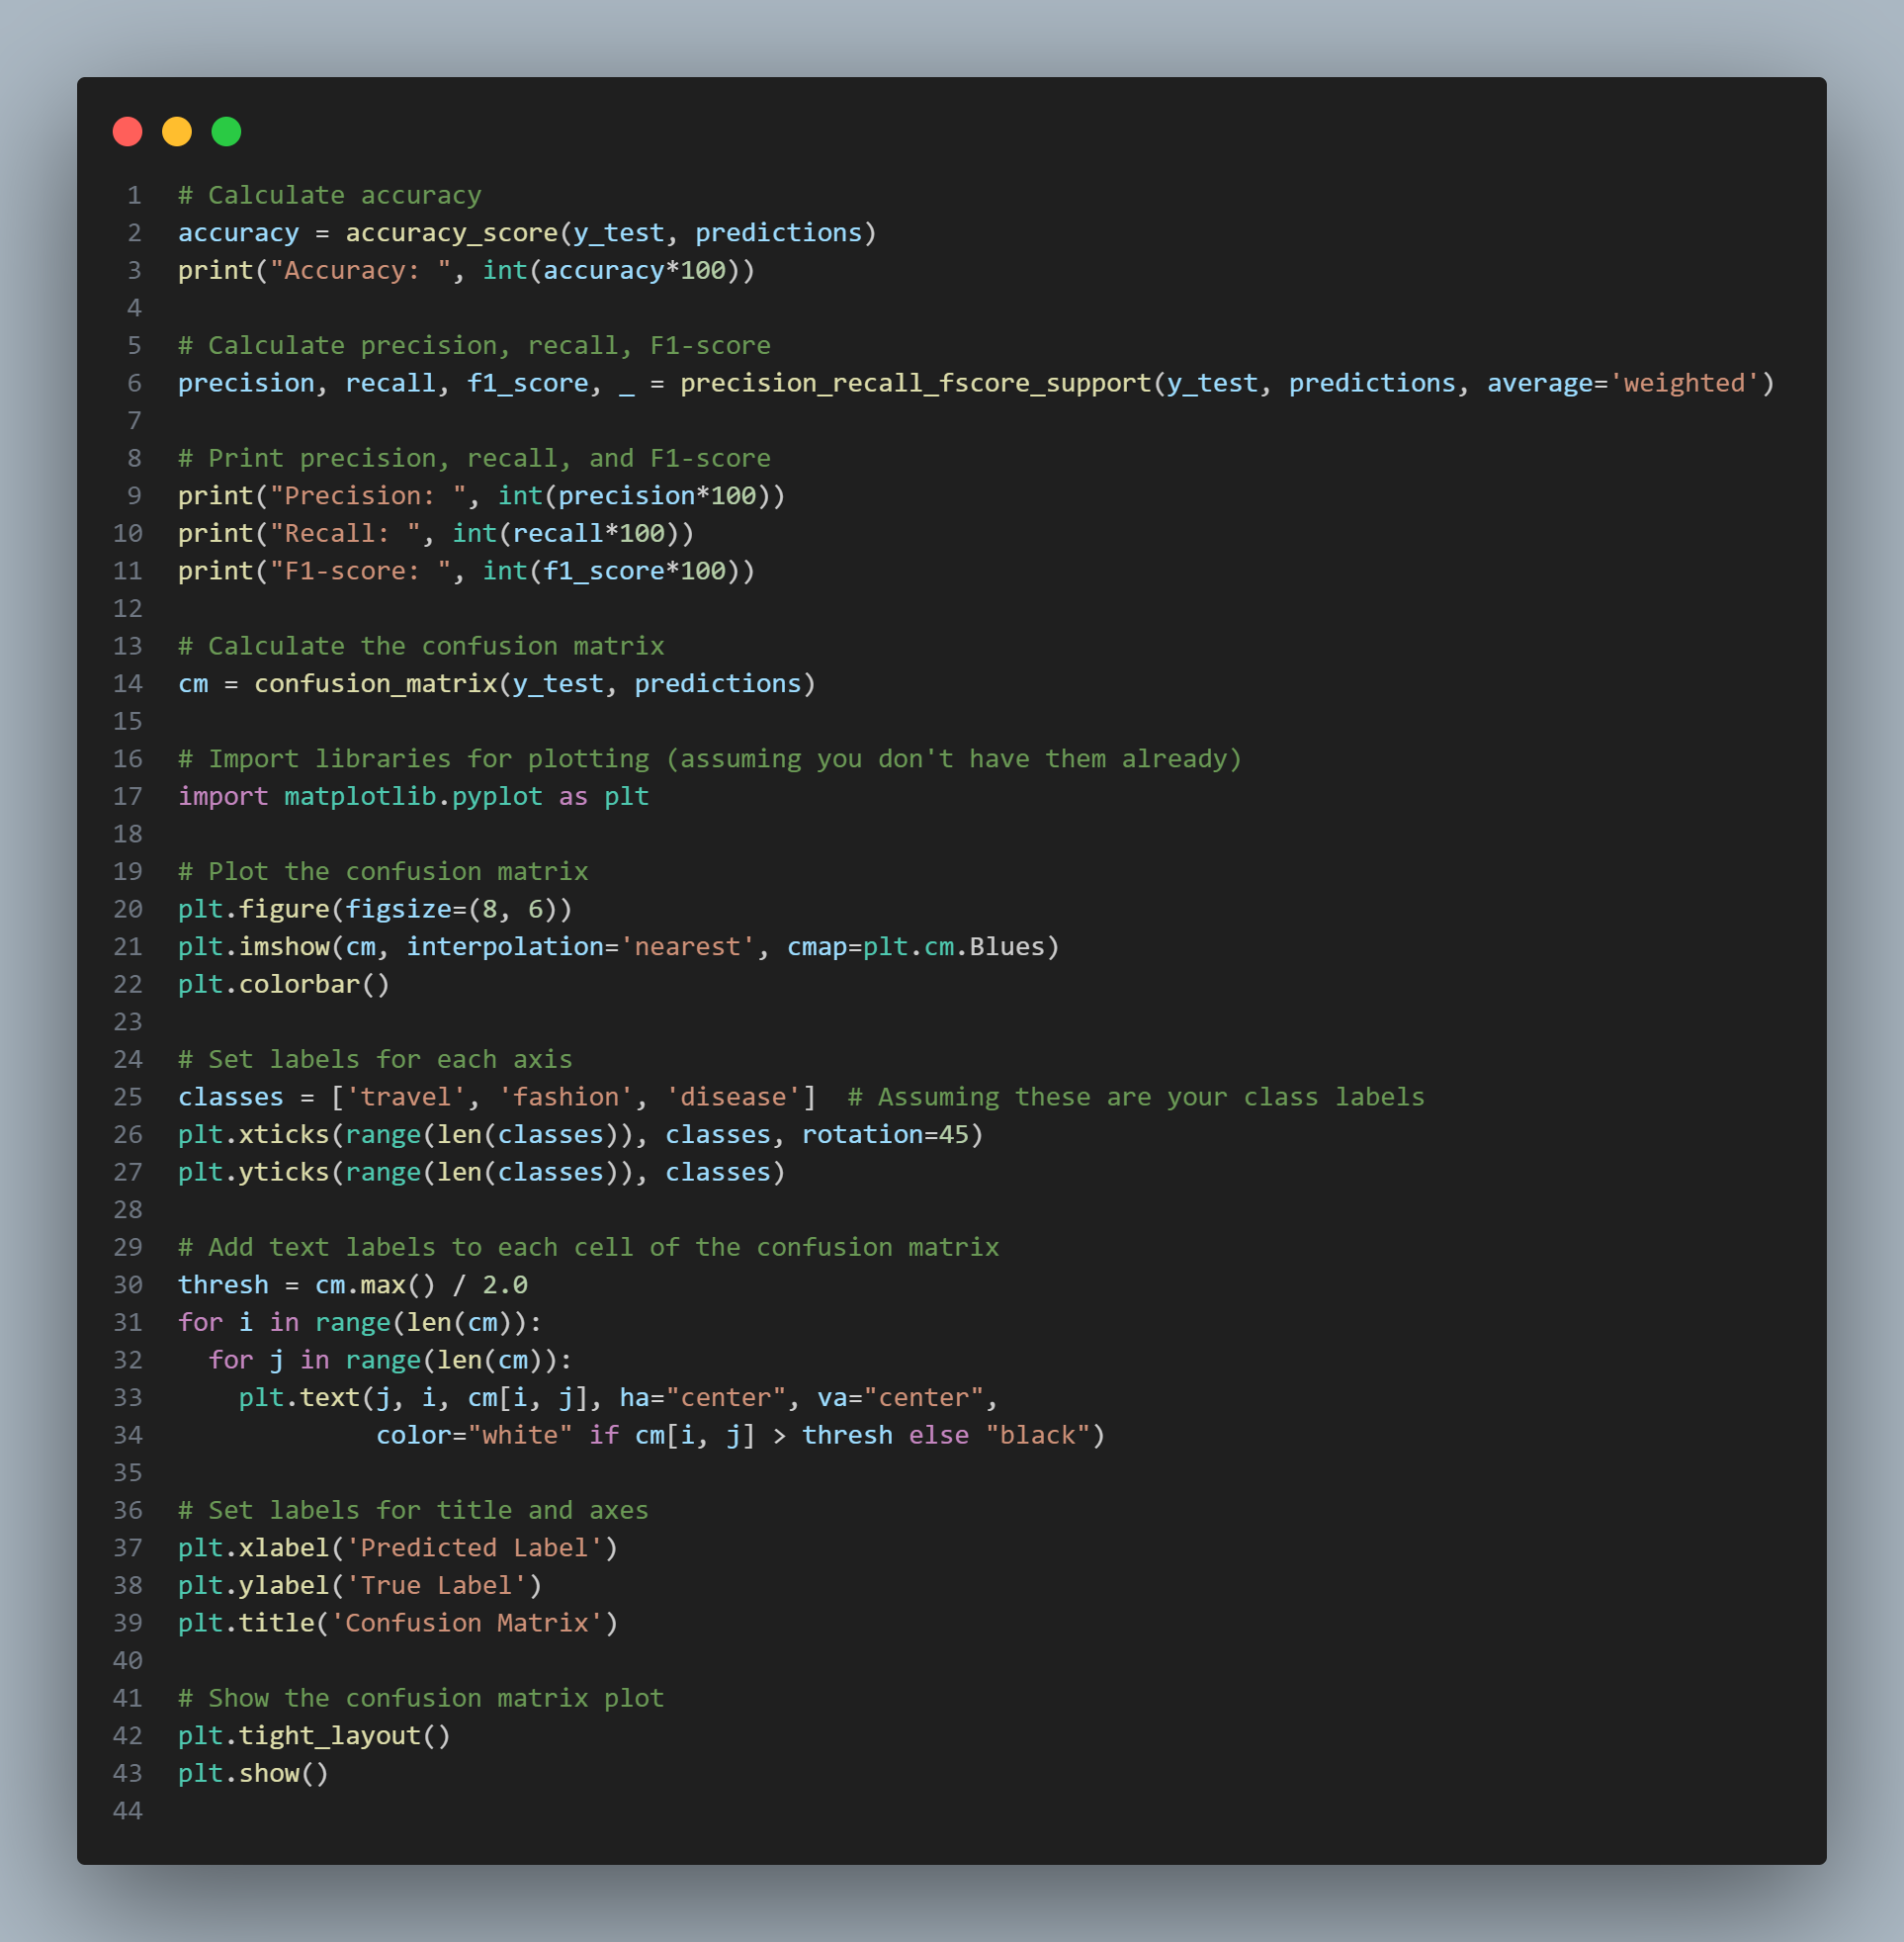 1 # Calculate accuracy
2 accuracy = accuracy_score(y_test, predictions)
3 print("Accuracy: ", int(accuracy*100))
4
5 # Calculate precision, recall, F1-score
6 precision, recall, f1_score, _ = precision_recall_fscore_support(y_test, predictions, average='weighted')
7
8 # Print precision, recall, and F1-score
9 print("Precision: ", int(precision*100))
10 print("Recall: ", int(recall*100))
11 print("F1-score: ", int(f1_score*100))
12
13 # Calculate the confusion matrix
14 cm = confusion_matrix(y_test, predictions)
15
16 # Import libraries for plotting (assuming you don't have them already)
17 import matplotlib.pyplot as plt
18
19 # Plot the confusion matrix
20 plt.figure(figsize=(8, 6))
21 plt.imshow(cm, interpolation='nearest', cmap=plt.cm.Blues)
22 plt.colorbar()
23
24 # Set labels for each axis
25 classes = ['travel', 'fashion', 'disease']  # Assuming these are your class labels
26 plt.xticks(range(len(classes)), classes, rotation=45)
27 plt.yticks(range(len(classes)), classes)
28
29 # Add text labels to each cell of the confusion matrix
30 thresh = cm.max() / 2.0
31 for i in range(len(cm)):
32   for j in range(len(cm)):
33     plt.text(j, i, cm[i, j], ha="center", va="center",
34              color="white" if cm[i, j] > thresh else "black")
35
36 # Set labels for title and axes
37 plt.xlabel('Predicted Label')
38 plt.ylabel('True Label')
39 plt.title('Confusion Matrix')
40
41 # Show the confusion matrix plot
42 plt.tight_layout()
43 plt.show()
44